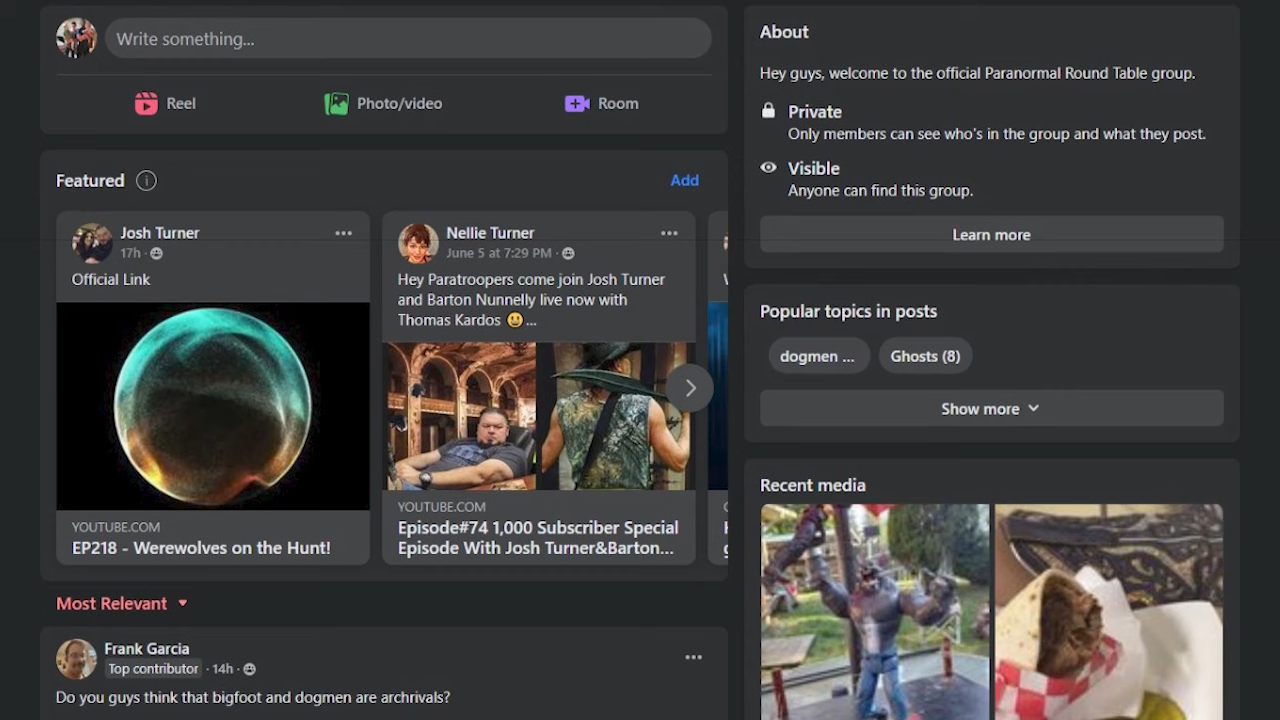 Write something...
Reel
Photo/video
Room
Featured
Add
Josh Turner
17h ·
Official Link
YOUTUBE.COM
EP218 - Werewolves on the Hunt!
Nellie Turner
June 5 at 7:29 PM ·
Hey Paratroopers come join Josh Turner
and Barton Nunnelly live now with
Thomas Kardos 😀 ...
YOUTUBE.COM
Episode#74 1,000 Subscriber Special
Episode With Josh Turner&Barton...
Most Relevant
Frank Garcia
Top contributor · 14h ·
Do you guys think that bigfoot and dogmen are archrivals?
About
Hey guys, welcome to the official Paranormal Round Table group.
Private
Only members can see who's in the group and what they post.
Visible
Anyone can find this group.
Learn more
Popular topics in posts
dogmen ...
Ghosts (8)
Show more
Recent media